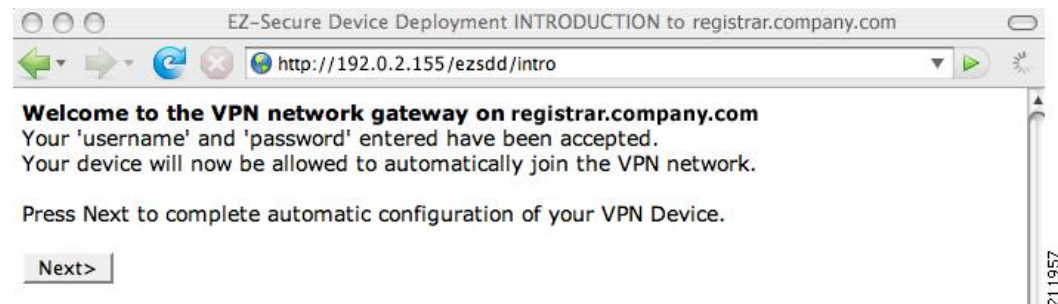 EZ-Secure Device Deployment INTRODUCTION to registrar.company.com
http://192.0.2.155/ezsdd/intro
Welcome to the VPN network gateway on registrar.company.com
Your 'username' and 'password' entered have been accepted.
Your device will now be allowed to automatically join the VPN network.
Press Next to complete automatic configuration of your VPN Device.
Next>
211957